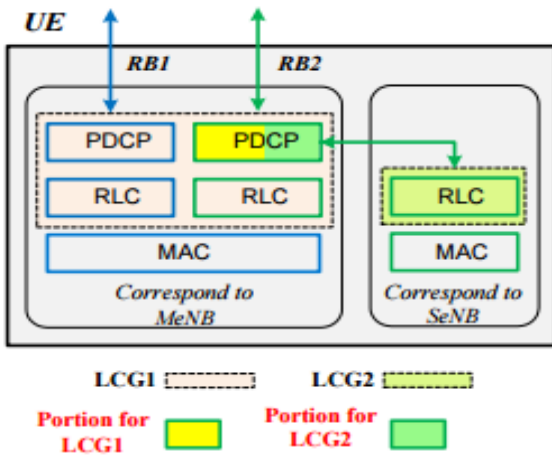 UE
RB1 RB2
PDCP PDCP
RLC RLC RLC
MAC MAC
Correspond to Correspond to
MeNB SeNB
LCG1 LCG2
Portion for Portion for
LCG1 LCG2